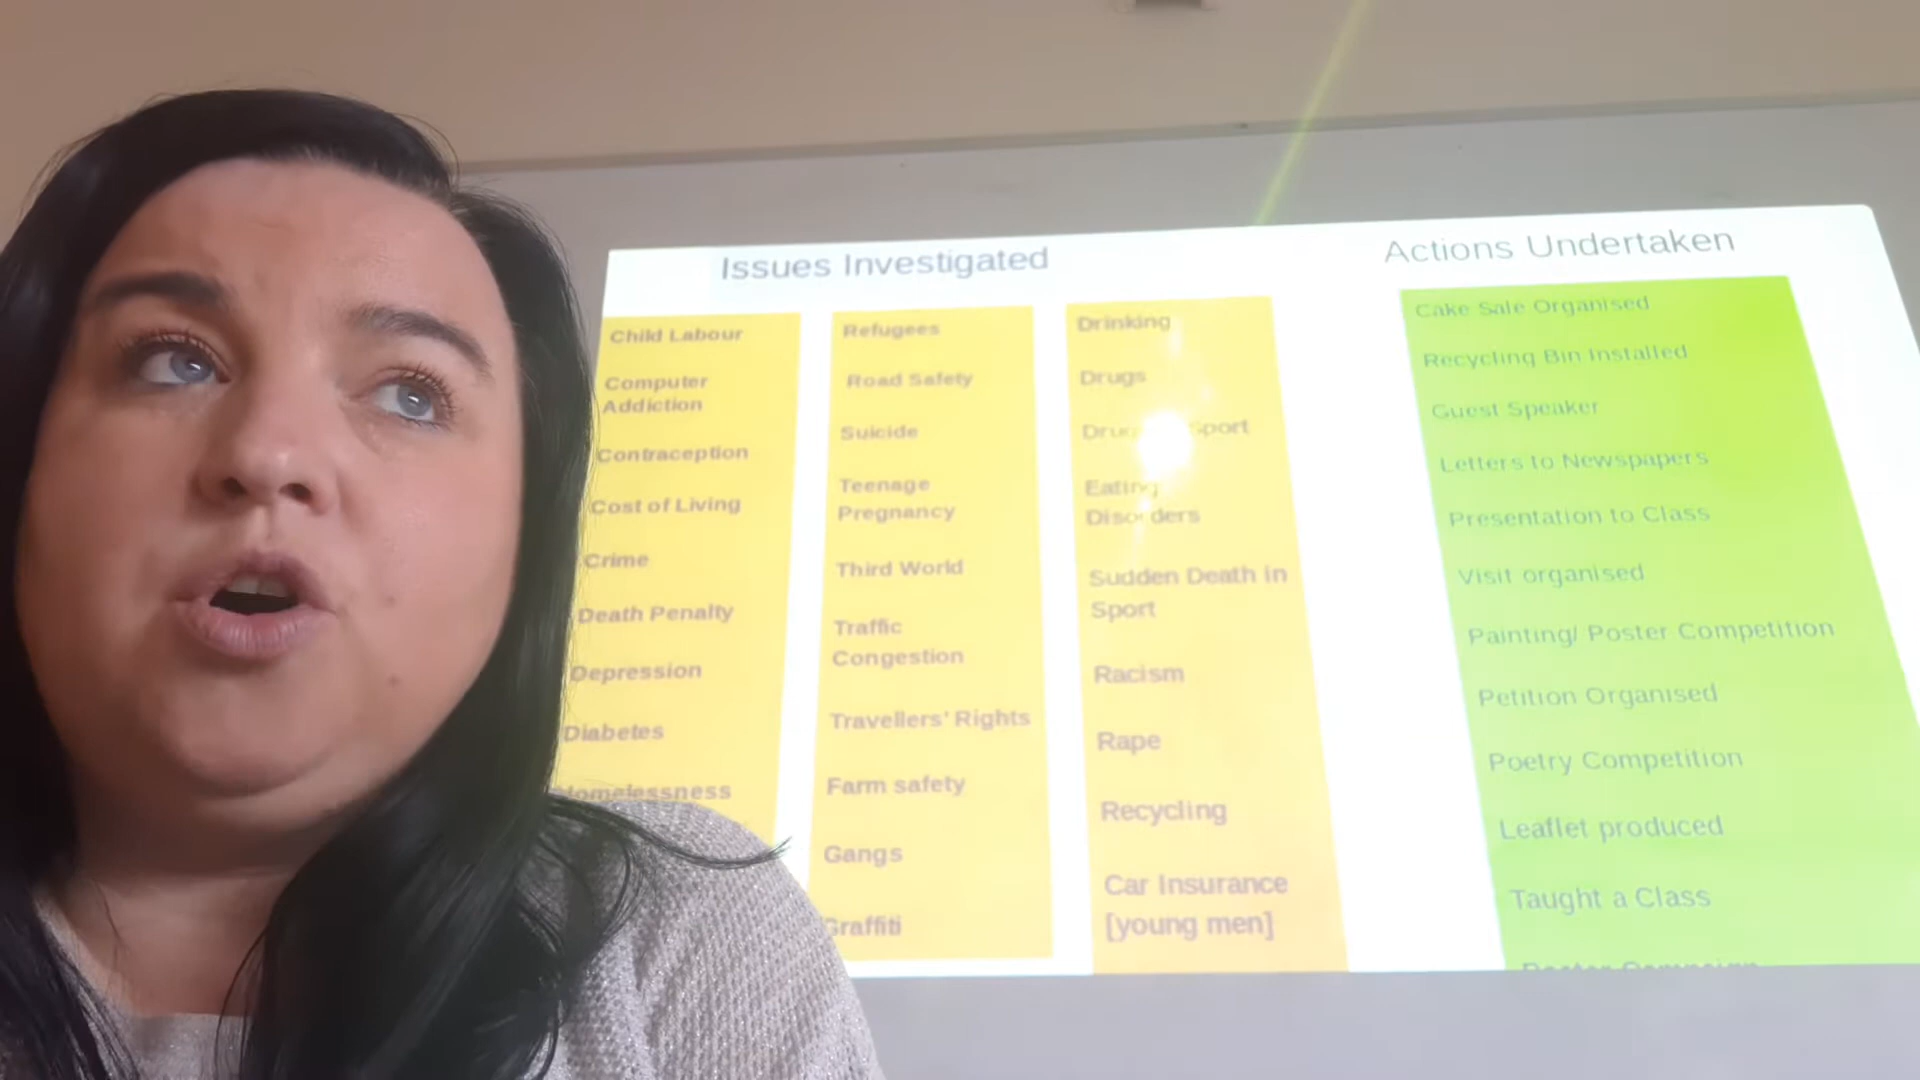 Issues Investigated
Child Labour
Computer
Addiction
Contraception
Cost of Living
Crime
Death Penalty
Depression
Diabetes
Refugees
Road Safety
Suicide
Teenage
Pregnancy
Third World
Traffic
Congestion
Travellers' Rights
Farm safety
Gangs
Graffiti
Drinking
Drugs
Sport
Eating
Disorders
Sudden Death in
Sport
Racism
Rape
Recycling
Car Insurance
[young men]
Actions Undertaken
Cake Sale Organised
Recycling Bin Installed
Guest Speaker
Letters to Newspapers
Presentation to Class
Visit organised
Painting/ Poster Competition
Petition Organised
Poetry Competition
Leaflet produced
Taught a Class